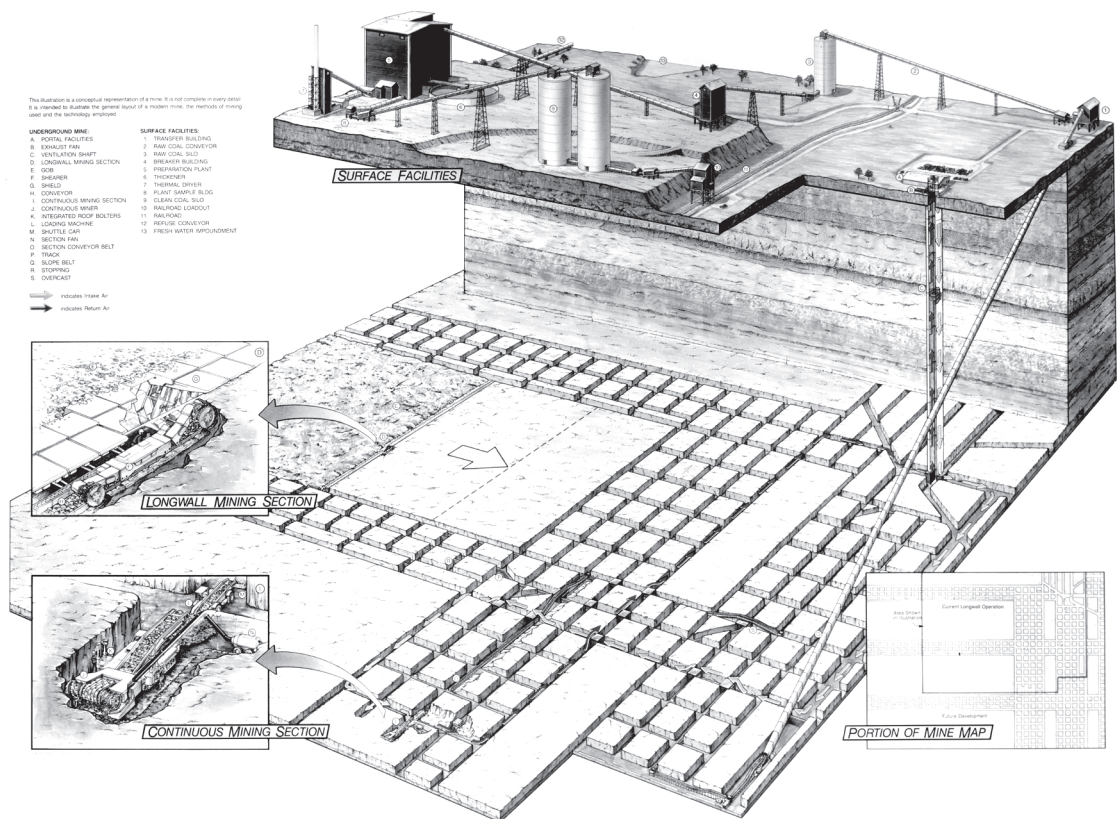 This illustration is a conceptual representation of a mine. It is not complete in every detail.
It is intended to illustrate the general layout of a modern mine, the methods of mining
used and the technology employed
UNDERGROUND MINE:
A. PORTAL FACILITIES
B. EXHAUST FAN
C. VENTILATION SHAFT
D. LONGWALL MINING SECTION
E. GOB
F. SHEARER
G. SHIELD
H. CONVEYOR
I. CONTINUOUS MINING SECTION
J. CONTINUOUS MINER
K. INTEGRATED ROOF BOLTERS
L. LOADING MACHINE
M. SHUTTLE CAR
N. SECTION FAN
O. SECTION CONVEYOR BELT
P. TRACK
Q. SLOPE BELT
R. STOPPING
S. OVERCAST
SURFACE FACILITIES:
1. TRANSFER BUILDING
2. RAW COAL CONVEYOR
3. RAW COAL SILO
4. BREAKER BUILDING
5. PREPARATION PLANT
6. THICKENER
7. THERMAL DRYER
8. PLANT SAMPLE BLDG
9. CLEAN COAL SILO
10. RAILROAD LOADOUT
11. RAILROAD
12. REFUSE CONVEYOR
13. FRESH WATER IMPOUNDMENT
indicates Intake Air
indicates Return Air
SURFACE FACILITIES
LONGWALL MINING SECTION
CONTINUOUS MINING SECTION
Current Longwall Operation
Area Shown
Future Development
PORTION OF MINE MAP